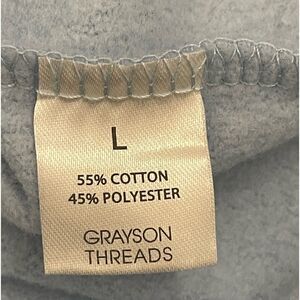 L
55% COTTON
45% POLYESTER
GRAYSON
THREADS